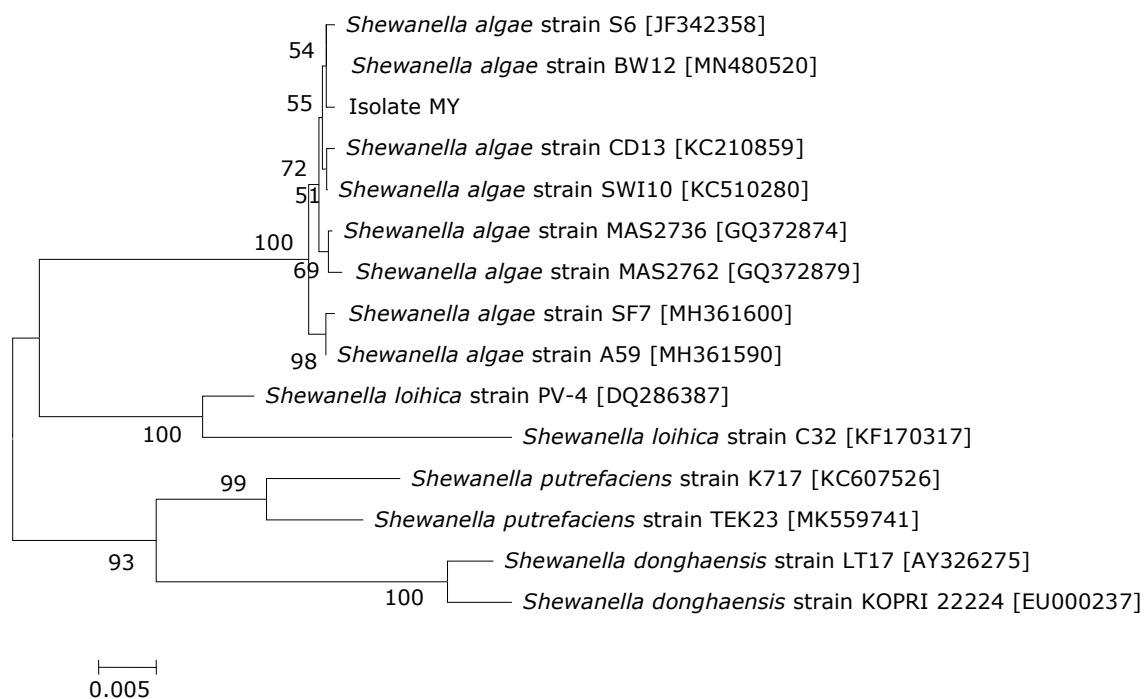 Shewanella algae strain S6 [JF342358]
54
Shewanella algae strain BW12 [MN480520]
55
Isolate MY
Shewanella algae strain CD13 [KC210859]
72
51
Shewanella algae strain SWI10 [KC510280]
Shewanella algae strain MAS2736 [GQ372874]
100
69
Shewanella algae strain MAS2762 [GQ372879]
Shewanella algae strain SF7 [MH361600]
98
Shewanella algae strain A59 [MH361590]
Shewanella loihica strain PV-4 [DQ286387]
100
Shewanella loihica strain C32 [KF170317]
99
Shewanella putrefaciens strain K717 [KC607526]
Shewanella putrefaciens strain TEK23 [MK559741]
93
Shewanella donghaensis strain LT17 [AY326275]
100
Shewanella donghaensis strain KOPRI 22224 [EU000237]
0.005